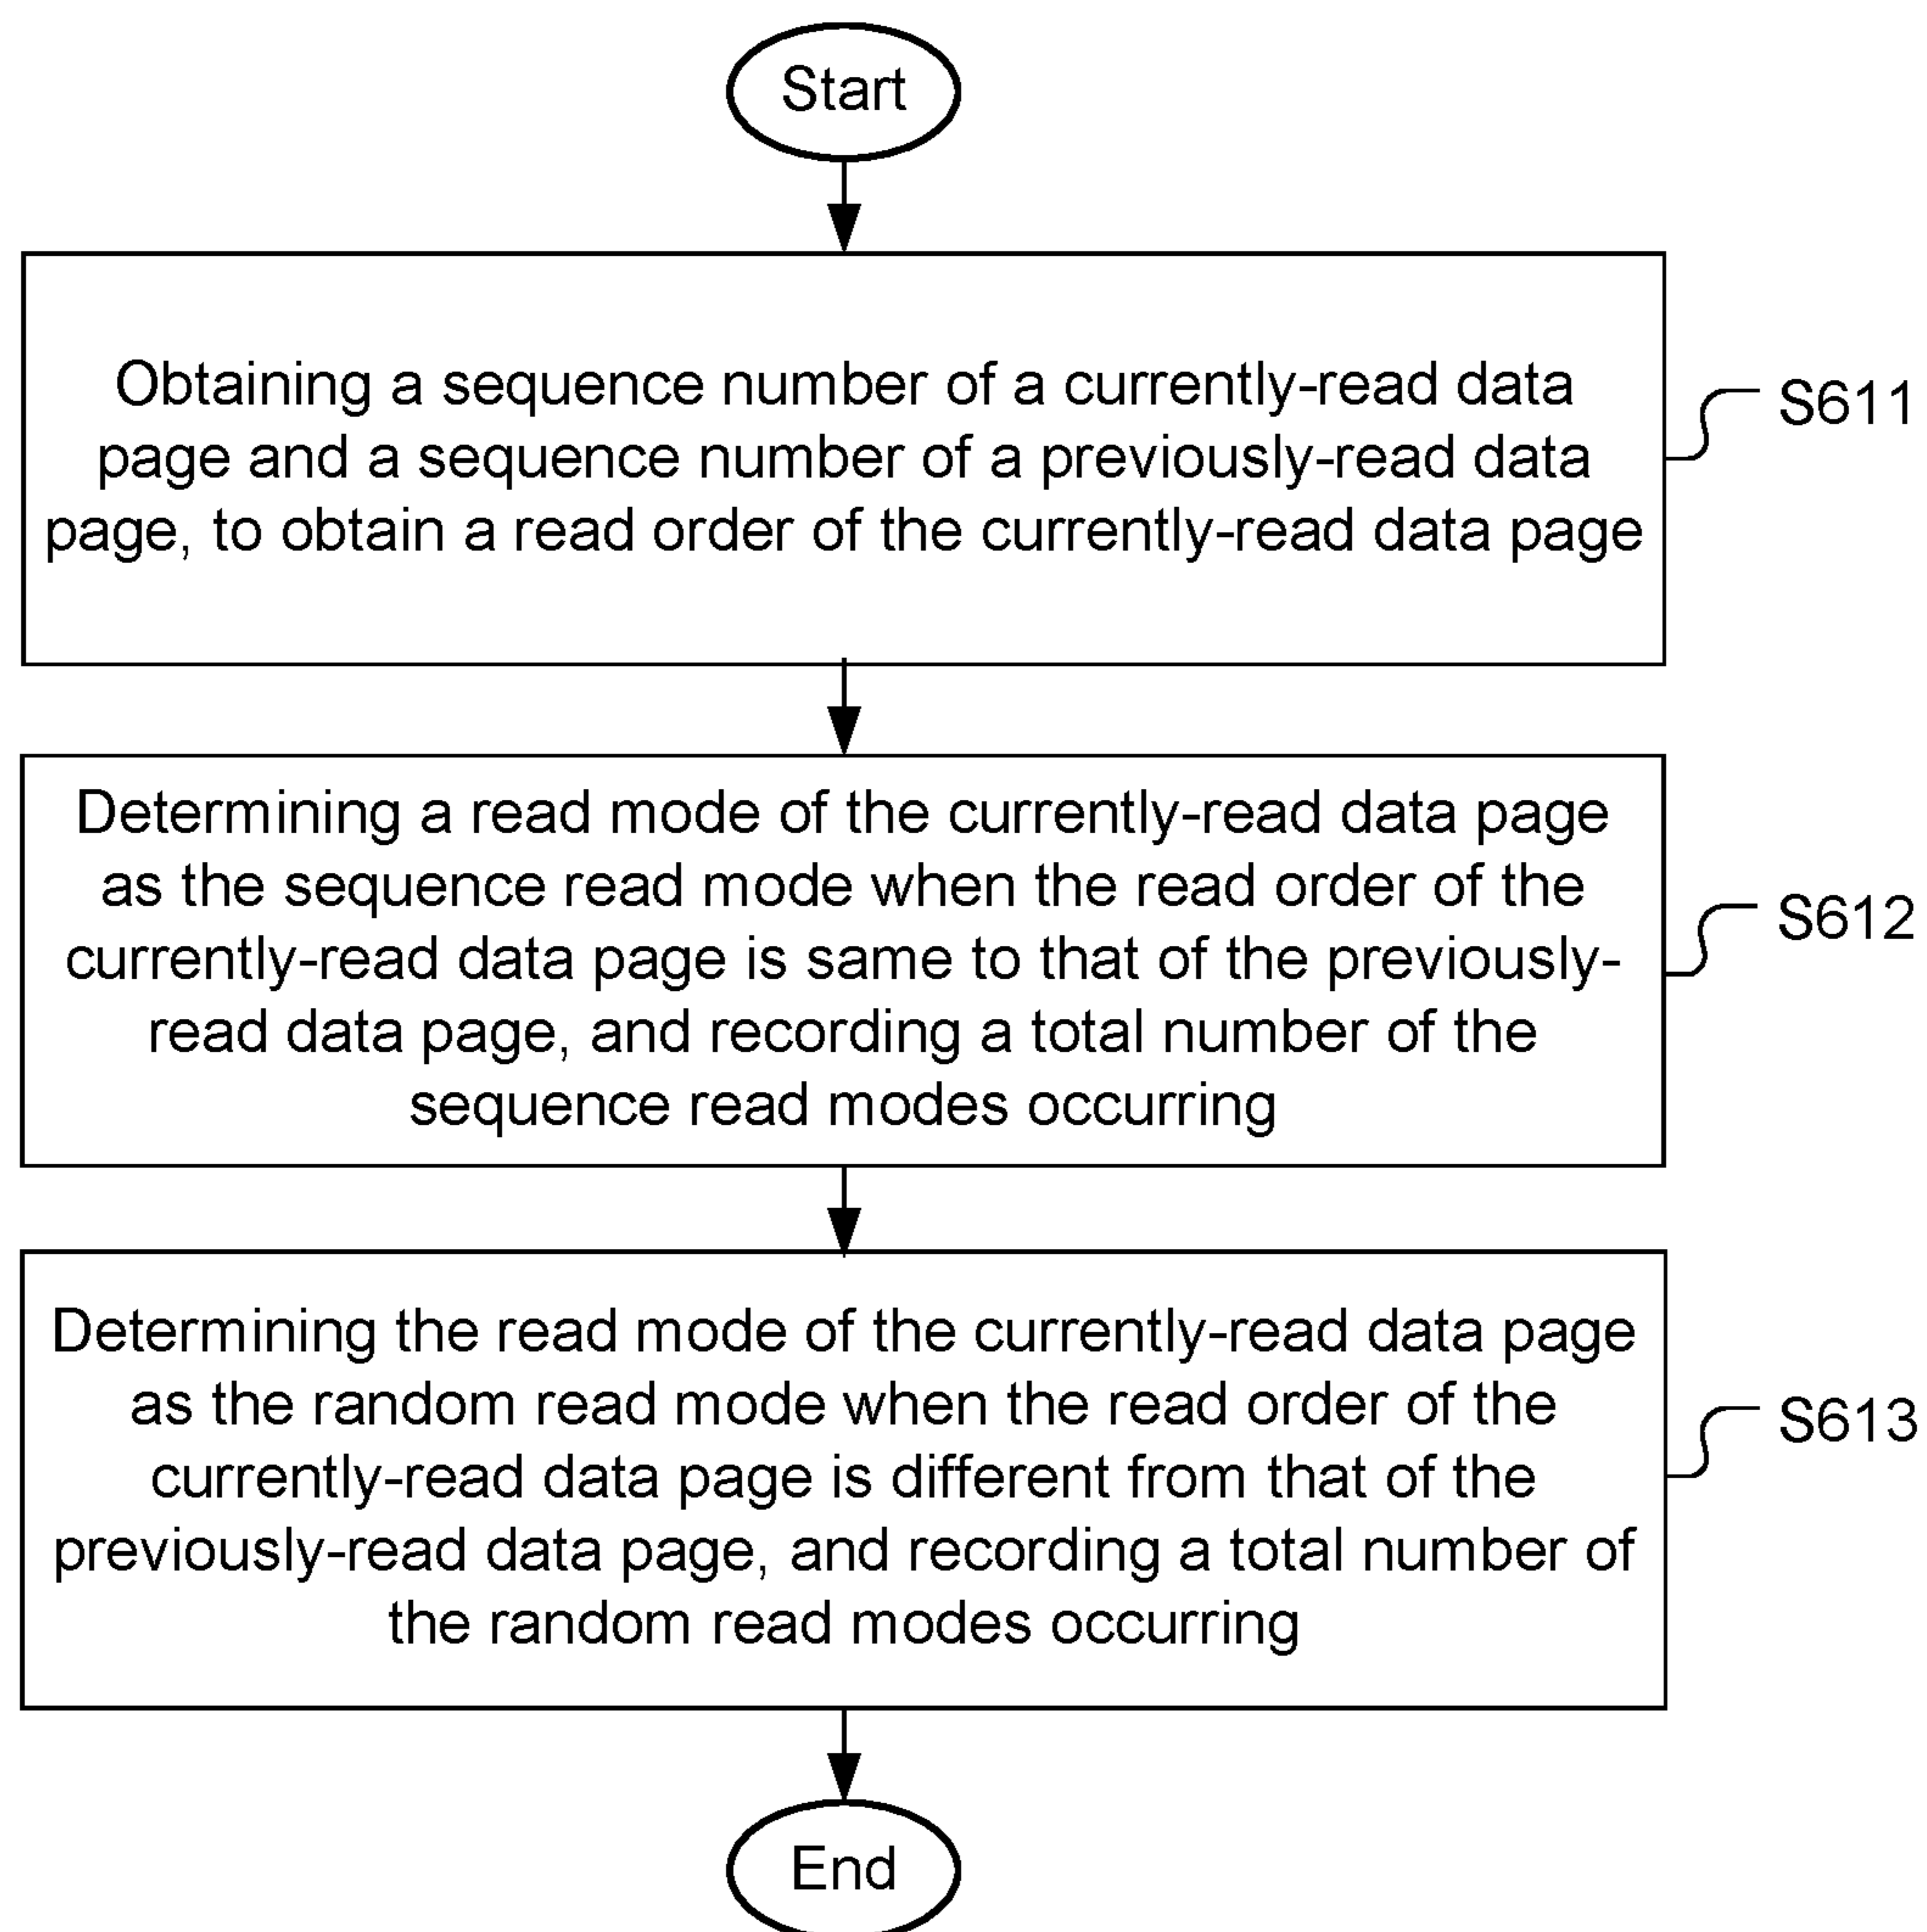 Start
Obtaining a sequence number of a currently-read data
page and a sequence number of a previously-read data
page, to obtain a read order of the currently-read data page
S611
Determining a read mode of the currently-read data page
as the sequence read mode when the read order of the
currently-read data page is same to that of the previously-
read data page, and recording a total number of the
sequence read modes occurring
S612
Determining the read mode of the currently-read data page
as the random read mode when the read order of the
currently-read data page is different from that of the
previously-read data page, and recording a total number of
the random read modes occurring
S613
End